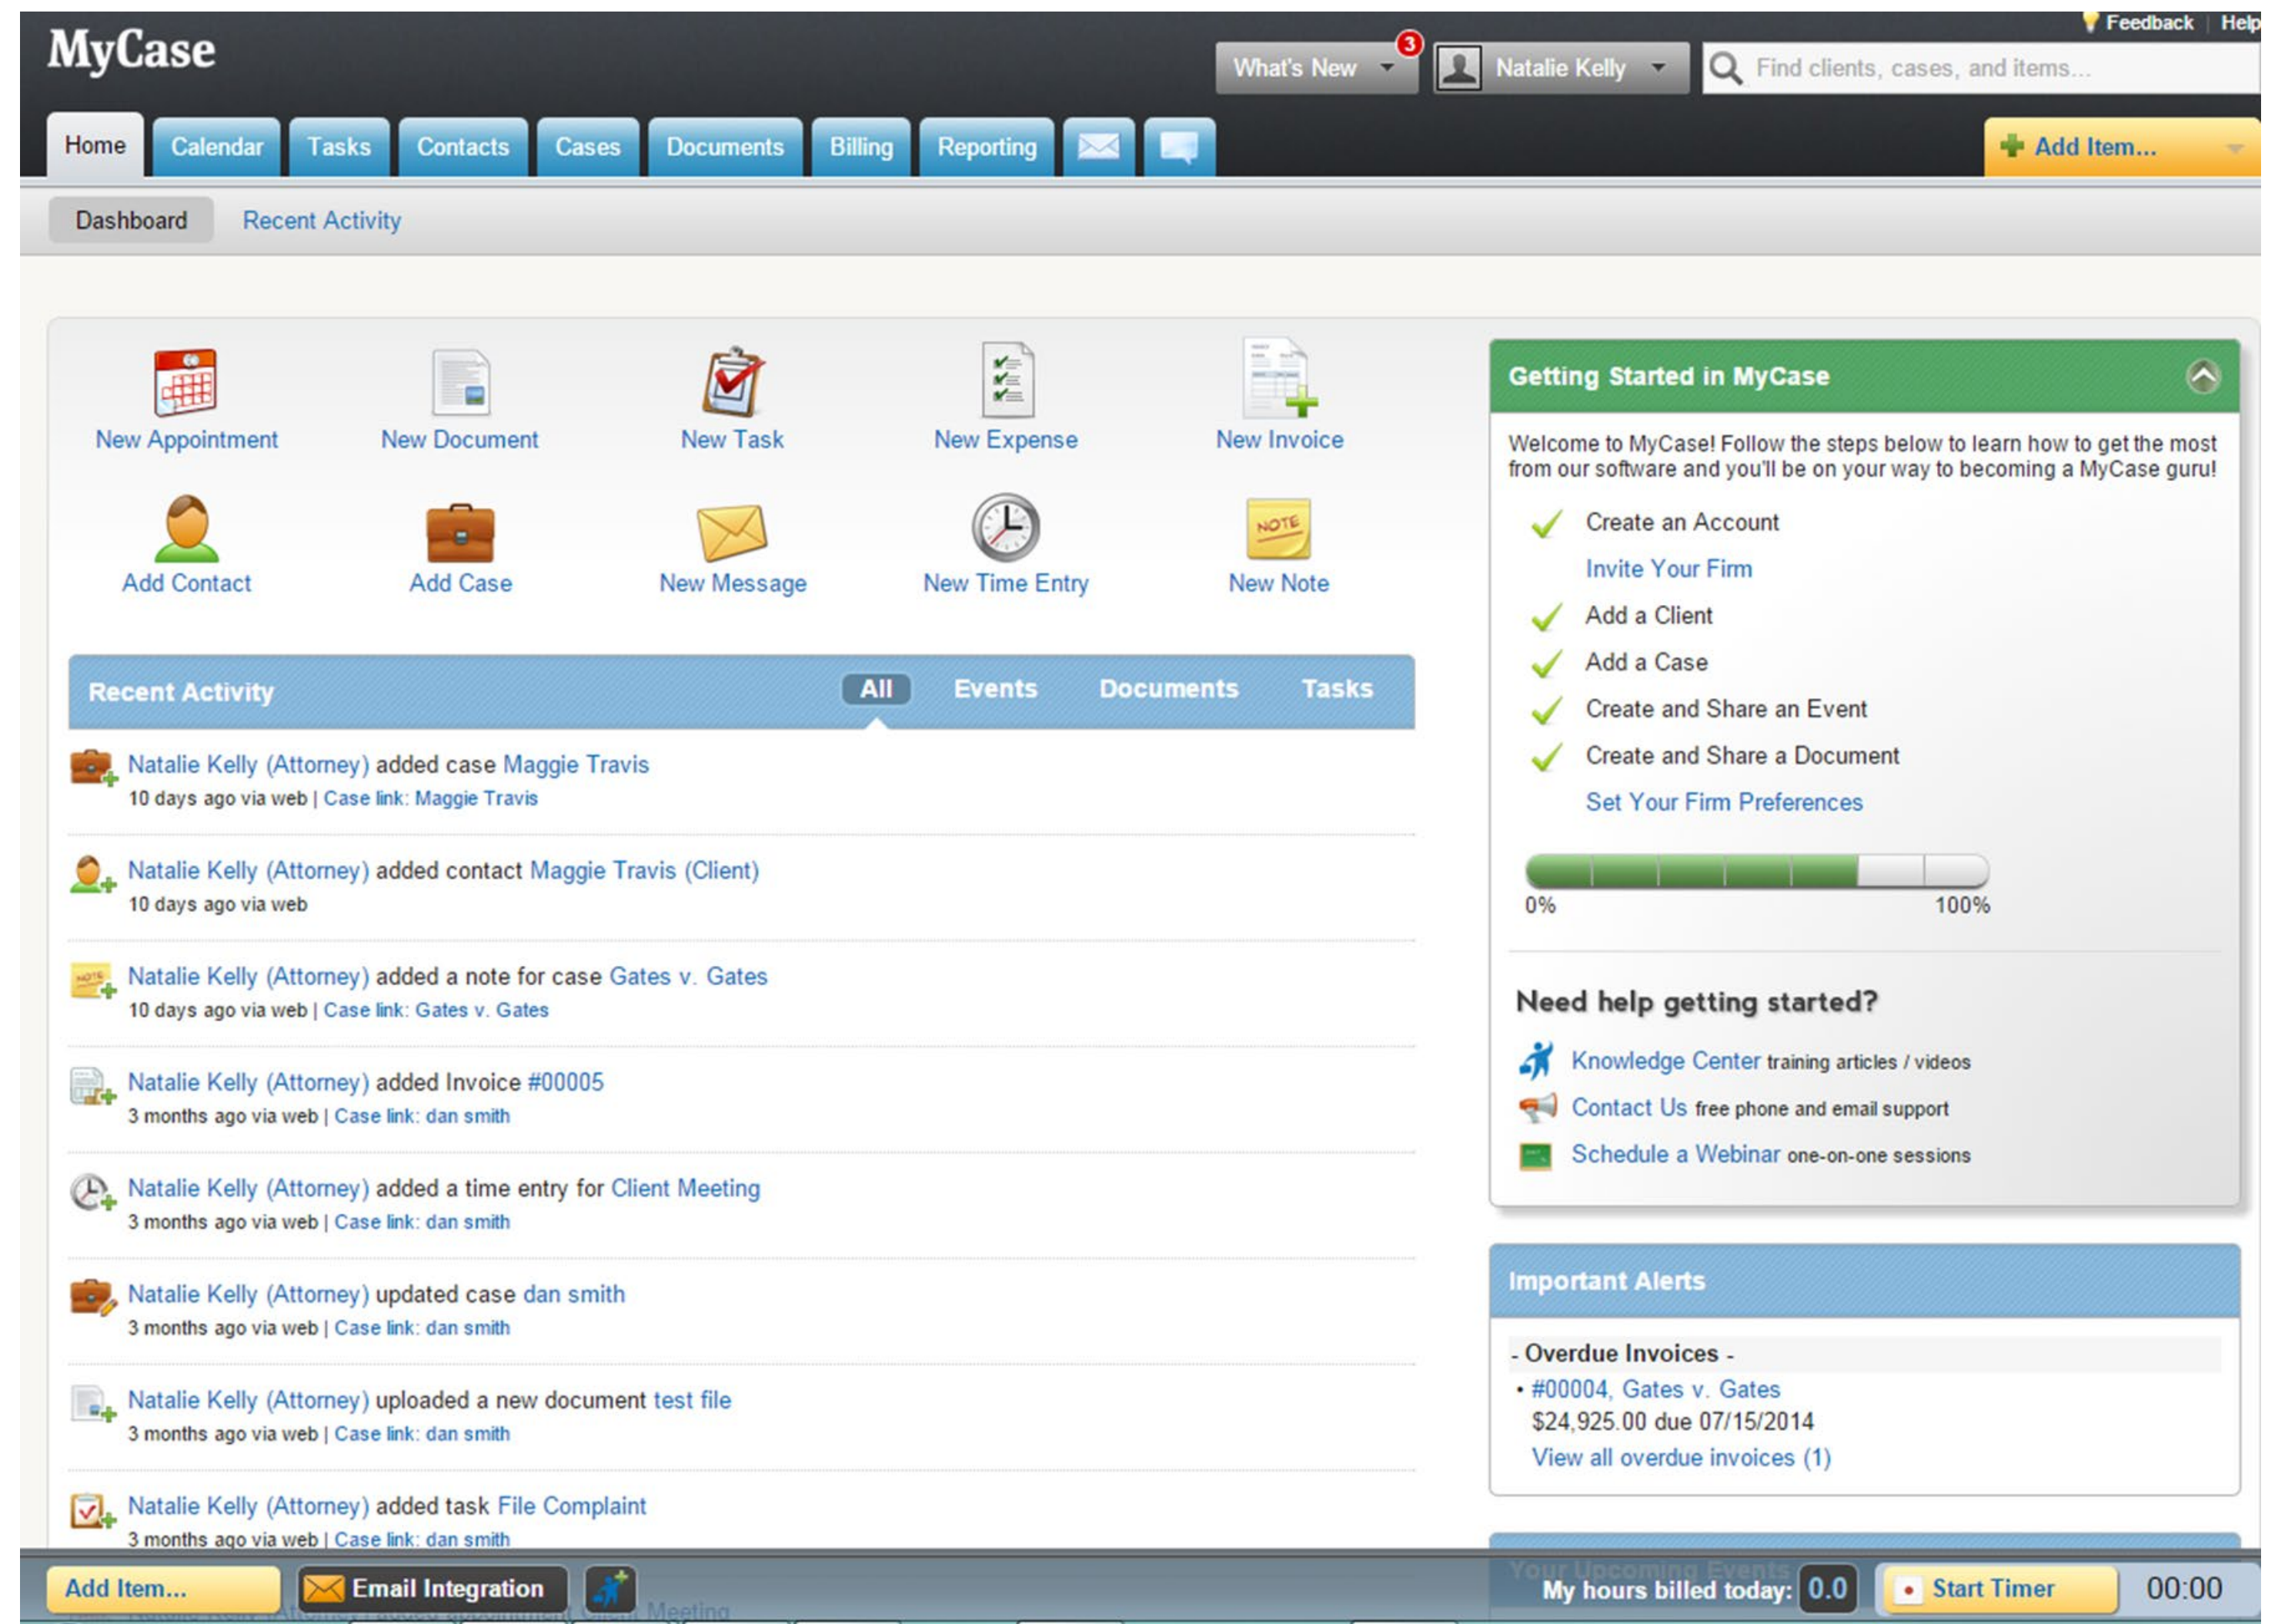 Feedback | Help
MyCase
What's New 3
Natalie Kelly
Find clients, cases, and items...
Home Calendar Tasks Contacts Cases Documents Billing Reporting
Add Item...
Dashboard Recent Activity
New Appointment New Document New Task New Expense New Invoice
NOTE
Add Contact Add Case New Message New Time Entry New Note
Recent Activity All Events Documents Tasks
Natalie Kelly (Attorney) added case Maggie Travis
10 days ago via web | Case link: Maggie Travis
Natalie Kelly (Attorney) added contact Maggie Travis (Client)
10 days ago via web
NOTE
Natalie Kelly (Attorney) added a note for case Gates v. Gates
10 days ago via web | Case link: Gates v. Gates
Natalie Kelly (Attorney) added Invoice #00005
3 months ago via web | Case link: dan smith
Natalie Kelly (Attorney) added a time entry for Client Meeting
3 months ago via web | Case link: dan smith
Natalie Kelly (Attorney) updated case dan smith
3 months ago via web | Case link: dan smith
Natalie Kelly (Attorney) uploaded a new document test file
3 months ago via web | Case link: dan smith
Natalie Kelly (Attorney) added task File Complaint
3 months ago via web | Case link: dan smith
Getting Started in MyCase
Welcome to MyCase! Follow the steps below to learn how to get the most
from our software and you'll be on your way to becoming a MyCase guru!
Create an Account
Invite Your Firm
Add a Client
Add a Case
Create and Share an Event
Create and Share a Document
Set Your Firm Preferences
0% 100%
Need help getting started?
Knowledge Center training articles / videos
Contact Us free phone and email support
Schedule a Webinar one-on-one sessions
Important Alerts
- Overdue Invoices -
• #00004, Gates v. Gates
$24,925.00 due 07/15/2014
View all overdue invoices (1)
Your Upcoming Events
Add Item... Email Integration My hours billed today: 0.0 Start Timer 00:00
Natalie Kelly (Attorney) added appointment Client Meeting